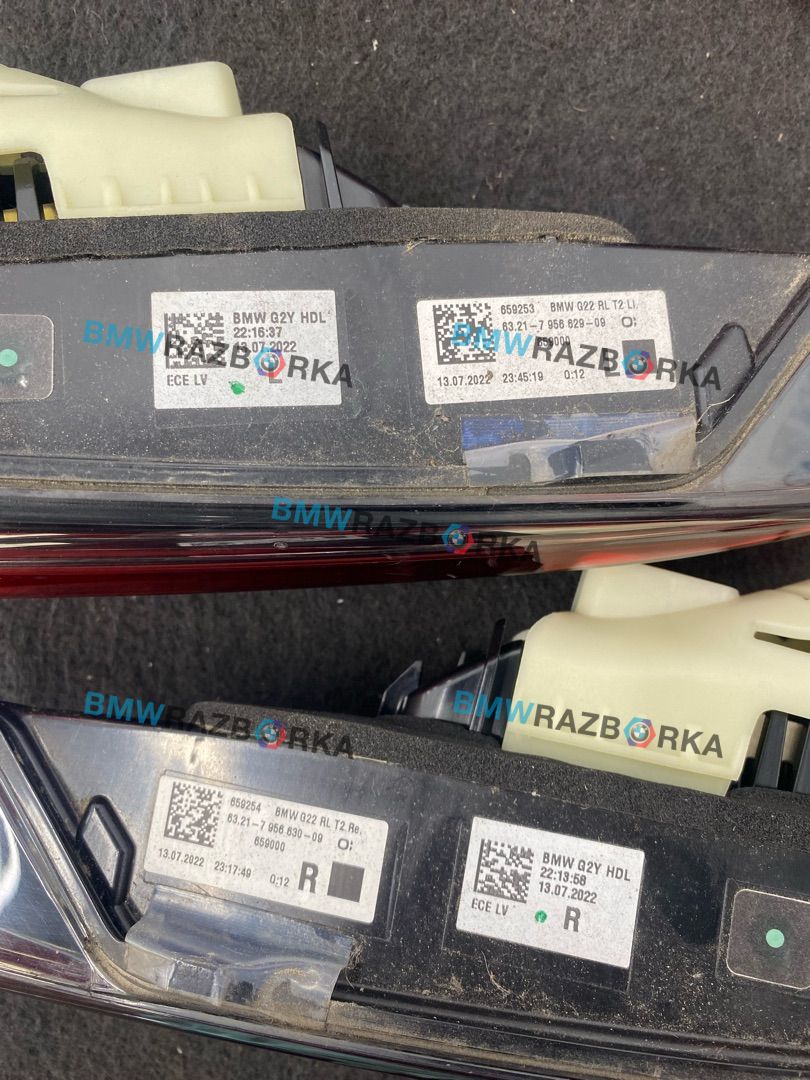 BMW G2Y HDL
22:16:37
13.07.2022
ECE LV L
659253 BMW G22 RL T2 Li.
63.21-7 956 629-09 O:
659000
13.07.2022 23:45:19 0:12 L
BMWRAZBORKA
BMWRAZBORKA
BMWRAZBORKA
BMWRAZBORKA
BMWRAZBORKA
659254 BMW G22 RL T2 Re.
63.21-7 956 630-09 O:
659000
13.07.2022 23:17:49 0:12 R
BMW G2Y HDL
22:13:58
13.07.2022
ECE LV R